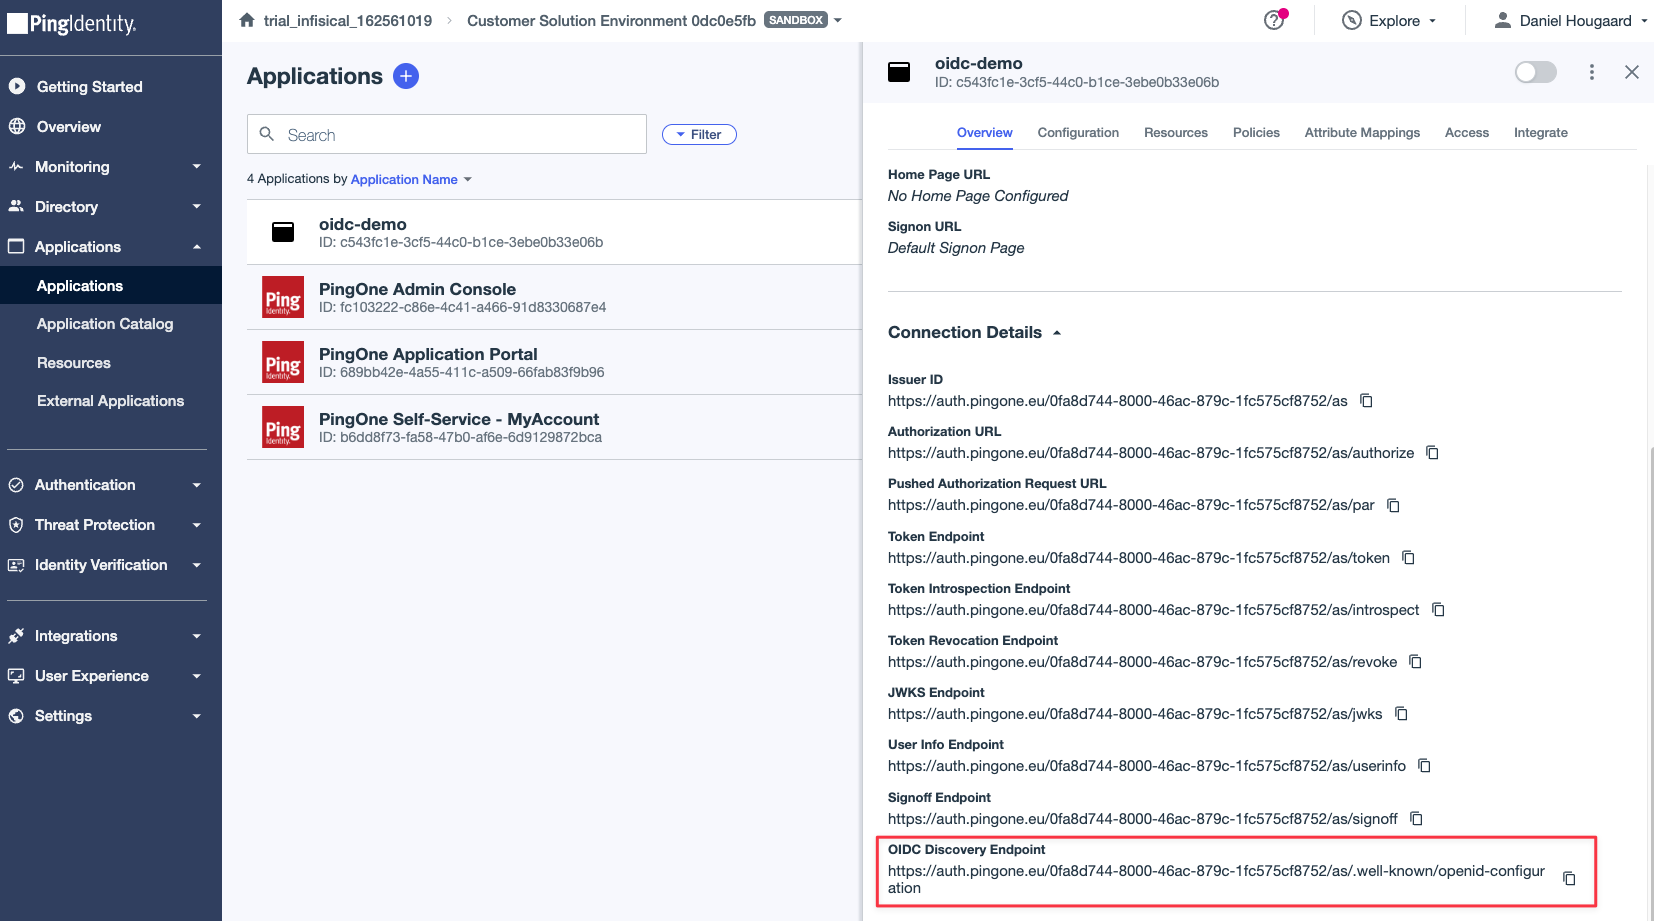 PingIdentity.
trial_infisical_162561019
Customer Solution Environment 0dc0e5fb
SANDBOX
Explore
Daniel Hougaard
Getting Started
Overview
Monitoring
Directory
Applications
Applications
Application Catalog
Resources
External Applications
Authentication
Threat Protection
Identity Verification
Integrations
User Experience
Settings
Applications
Search
Filter
4 Applications by Application Name
oidc-demo
ID: c543fc1e-3cf5-44c0-b1ce-3ebe0b33e06b
Ping
Identity.
PingOne Admin Console
ID: fc103222-c86e-4c41-a466-91d8330687e4
Ping
Identity.
PingOne Application Portal
ID: 689bb42e-4a55-411c-a509-66fab83f9b96
Ping
Identity.
PingOne Self-Service - MyAccount
ID: b6dd8f73-fa58-47b0-af6e-6d9129872bca
oidc-demo
ID: c543fc1e-3cf5-44c0-b1ce-3ebe0b33e06b
Overview
Configuration
Resources
Policies
Attribute Mappings
Access
Integrate
Home Page URL
No Home Page Configured
Signon URL
Default Signon Page
Connection Details
Issuer ID
https://auth.pingone.eu/0fa8d744-8000-46ac-879c-1fc575cf8752/as
Authorization URL
https://auth.pingone.eu/0fa8d744-8000-46ac-879c-1fc575cf8752/as/authorize
Pushed Authorization Request URL
https://auth.pingone.eu/0fa8d744-8000-46ac-879c-1fc575cf8752/as/par
Token Endpoint
https://auth.pingone.eu/0fa8d744-8000-46ac-879c-1fc575cf8752/as/token
Token Introspection Endpoint
https://auth.pingone.eu/0fa8d744-8000-46ac-879c-1fc575cf8752/as/introspect
Token Revocation Endpoint
https://auth.pingone.eu/0fa8d744-8000-46ac-879c-1fc575cf8752/as/revoke
JWKS Endpoint
https://auth.pingone.eu/0fa8d744-8000-46ac-879c-1fc575cf8752/as/jwks
User Info Endpoint
https://auth.pingone.eu/0fa8d744-8000-46ac-879c-1fc575cf8752/as/userinfo
Signoff Endpoint
https://auth.pingone.eu/0fa8d744-8000-46ac-879c-1fc575cf8752/as/signoff
OIDC Discovery Endpoint
https://auth.pingone.eu/0fa8d744-8000-46ac-879c-1fc575cf8752/as/.well-known/openid-configur
ation